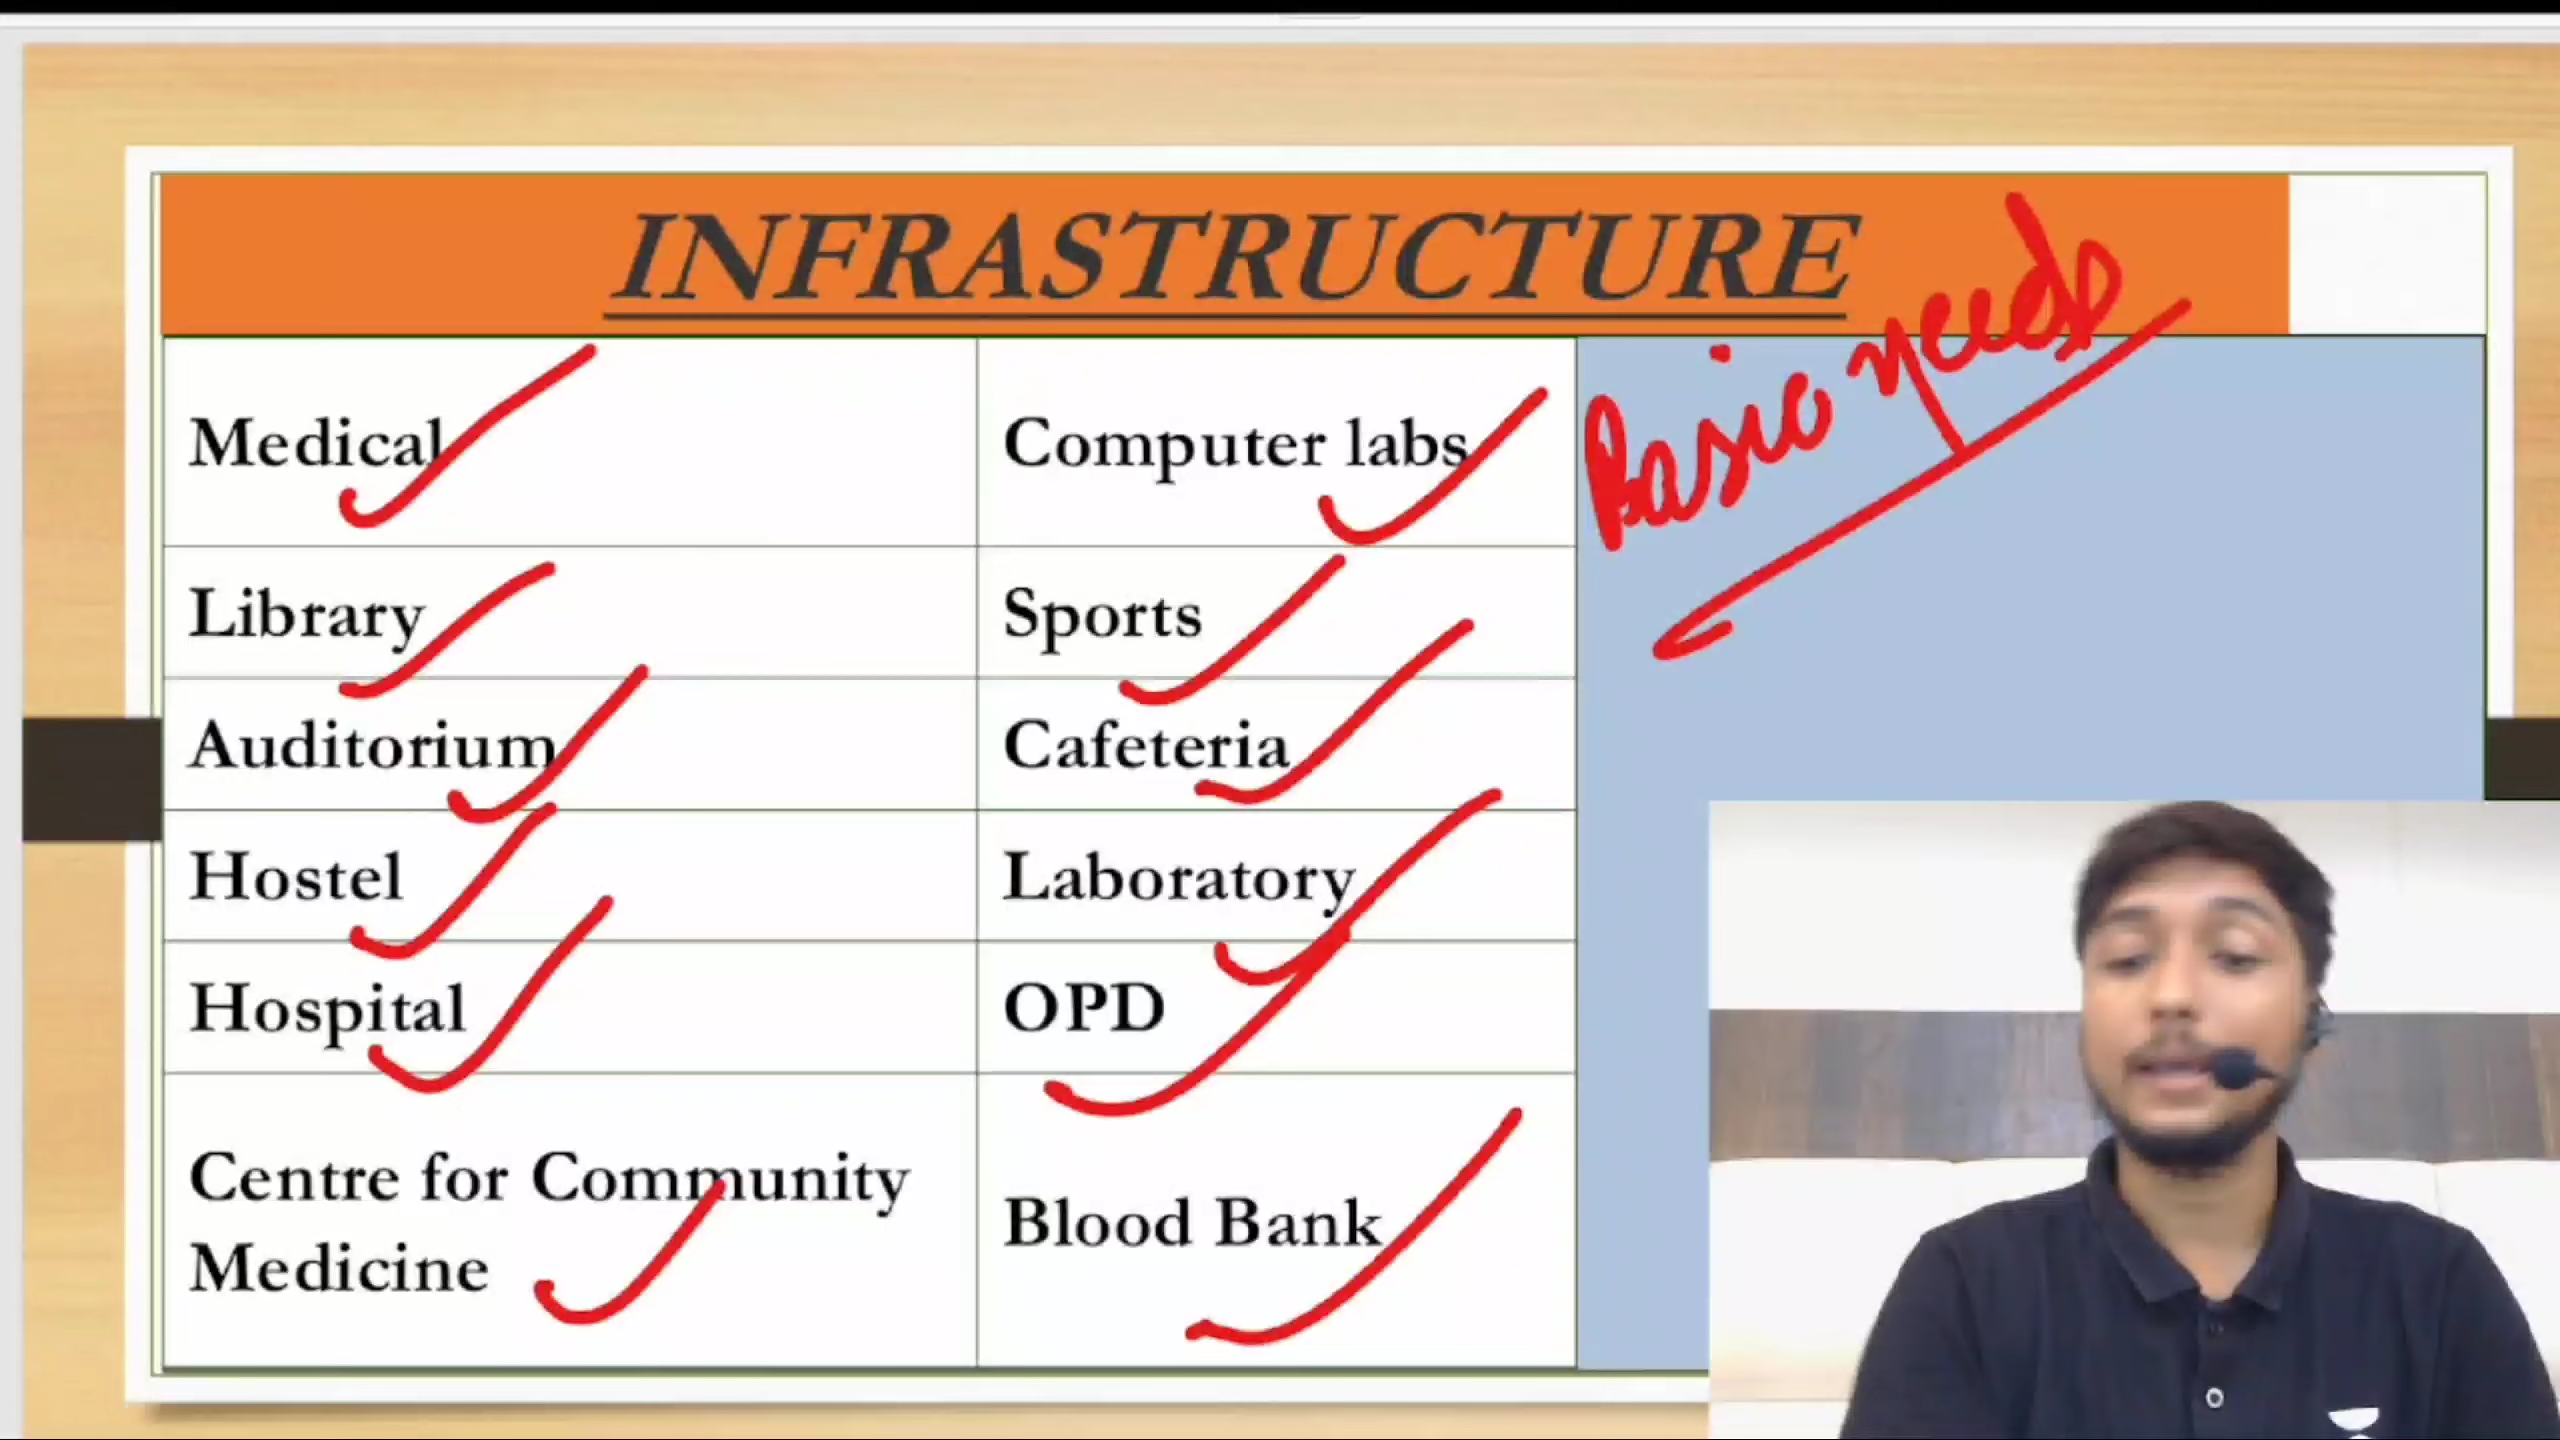 INFRASTRUCTURE
Basic needs
Medical
Computer labs
Library
Sports
Auditorium
Cafeteria
Hostel
Laboratory
Hospital
OPD
Centre for Community
Medicine
Blood Bank